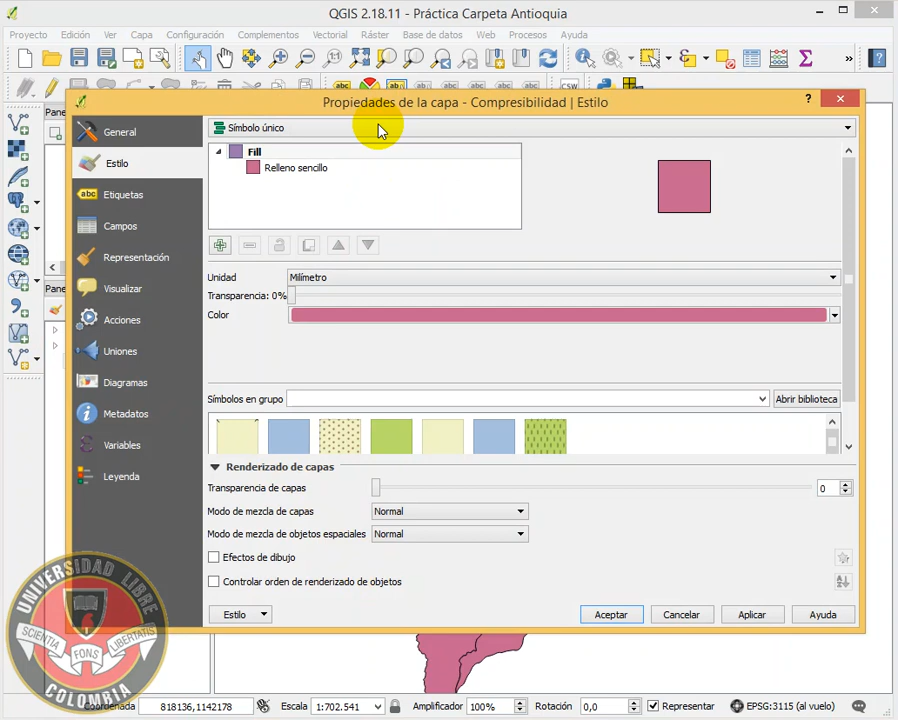 QGIS 2.18.11 - Práctica Carpeta Antioquia
Proyecto Edición Ver Capa Configuración Complementos Vectorial Ráster Base de datos Web Procesos Ayuda
Propiedades de la capa - Compresibilidad | Estilo
General
Estilo
Etiquetas
Campos
Representación
Visualizar
Acciones
Uniones
Diagramas
Metadatos
Variables
Leyenda
Símbolo único
Fill
Relleno sencillo
Unidad Milímetro
Transparencia: 0%
Color
Símbolos en grupo Abrir biblioteca
Renderizado de capas
Transparencia de capas 0
Modo de mezcla de capas Normal
Modo de mezcla de objetos espaciales Normal
Efectos de dibujo
Controlar orden de renderizado de objetos
Estilo Aceptar Cancelar Aplicar Ayuda
UNIVERSIDAD LIBRE
SCIENTIA FONS LIBERTATIS
COLOMBIA
818136,1142178 Escala 1:702.541 Amplificador 100% Rotación 0,0 Representar EPSG:3115 (al vuelo)